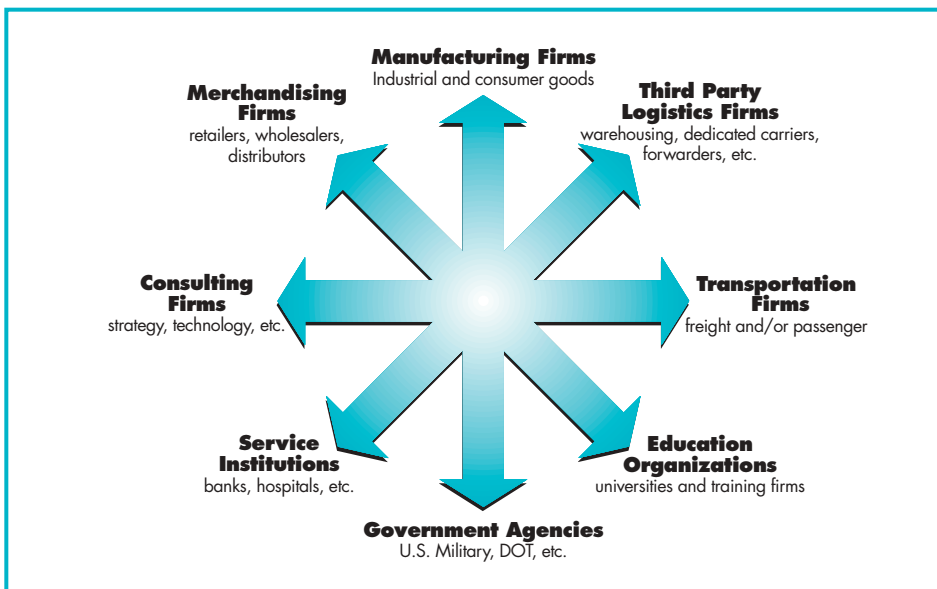 Manufacturing Firms
Industrial and consumer goods
Merchandising
Firms
retailers, wholesalers,
distributors
Third Party
Logistics Firms
warehousing, dedicated carriers,
forwarders, etc.
Consulting
Firms
strategy, technology, etc.
Transportation
Firms
freight and/or passenger
Service
Institutions
banks, hospitals, etc.
Education
Organizations
universities and training firms
Government Agencies
U.S. Military, DOT, etc.